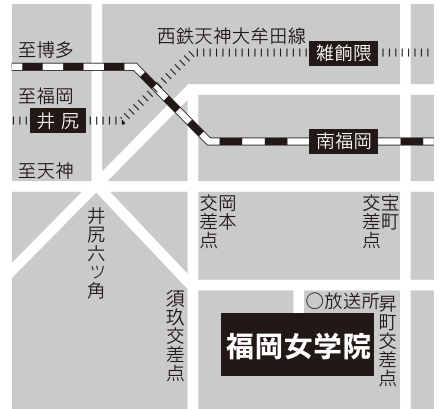 西鉄天神大牟田線
至博多
雑餉隈
至福岡
井尻
南福岡
至天神
井尻六ッ角
岡本
交差点
宝町
交差点
須玖交差点
○放送所
昇町交差点
福岡女学院